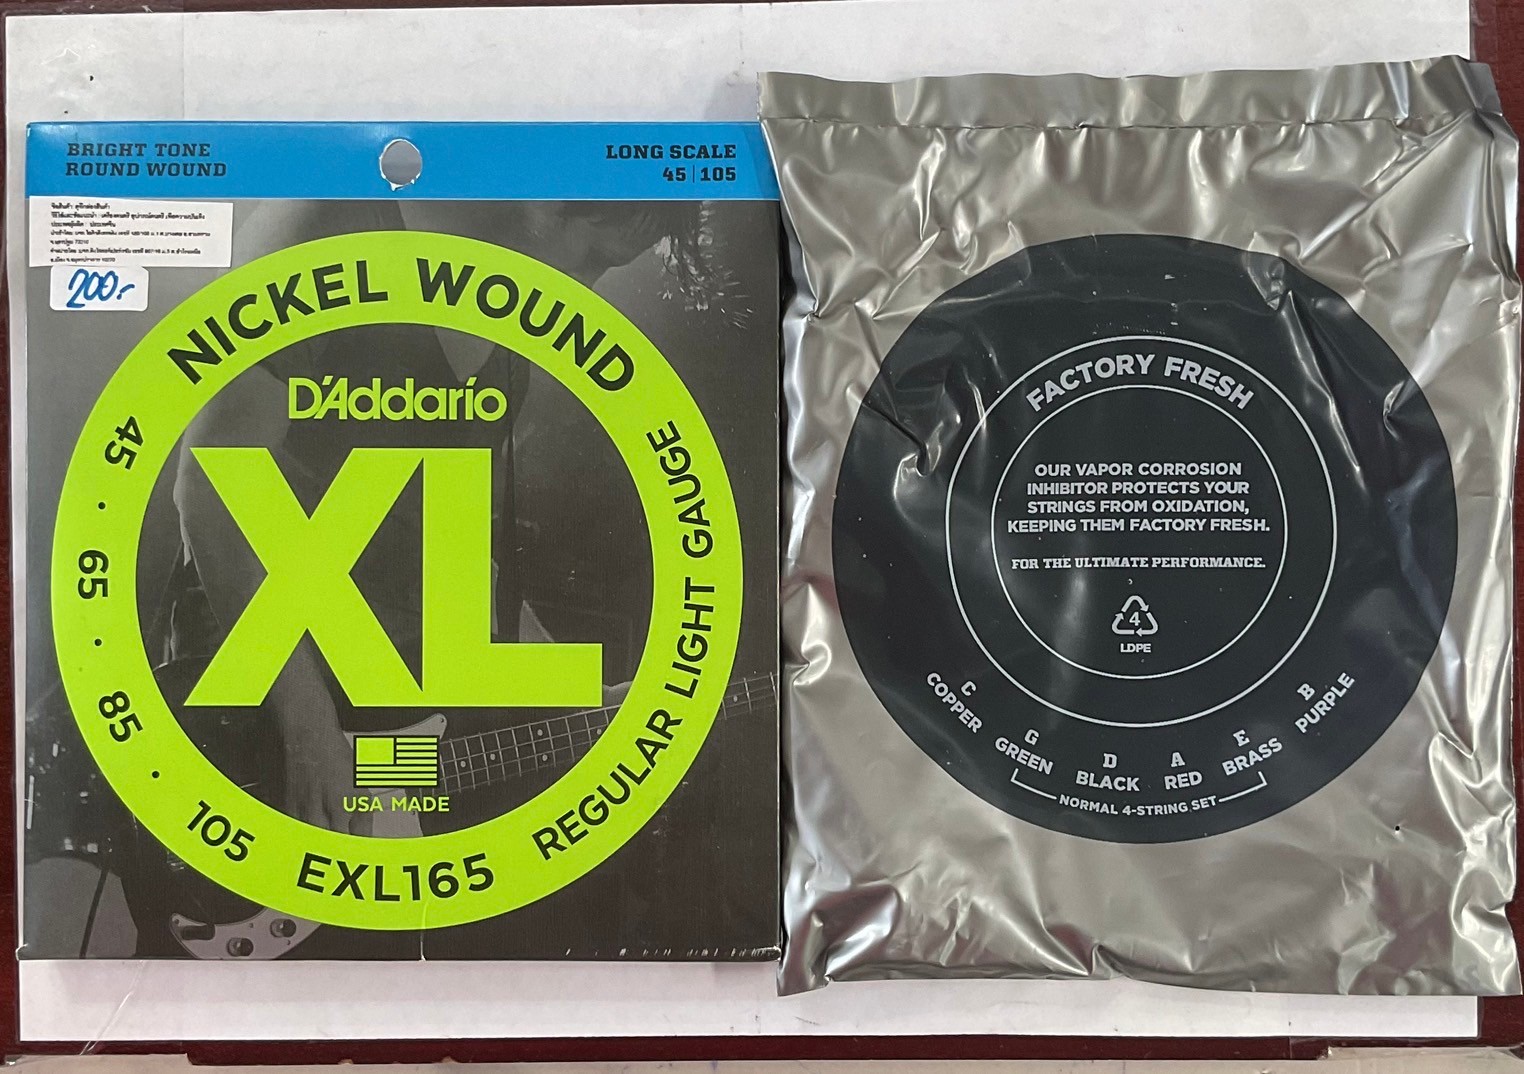 BRIGHT TONE
ROUND WOUND
LONG SCALE
45 | 105
200.-
NICKEL WOUND
D'Addario
XL
45 · 65 · 85 · 105
EXL165
REGULAR LIGHT GAUGE
USA MADE
FACTORY FRESH
OUR VAPOR CORROSION
INHIBITOR PROTECTS YOUR
STRINGS FROM OXIDATION,
KEEPING THEM FACTORY FRESH.
FOR THE ULTIMATE PERFORMANCE.
4
LDPE
C G D A E B
COPPER GREEN BLACK RED BRASS PURPLE
NORMAL 4-STRING SET